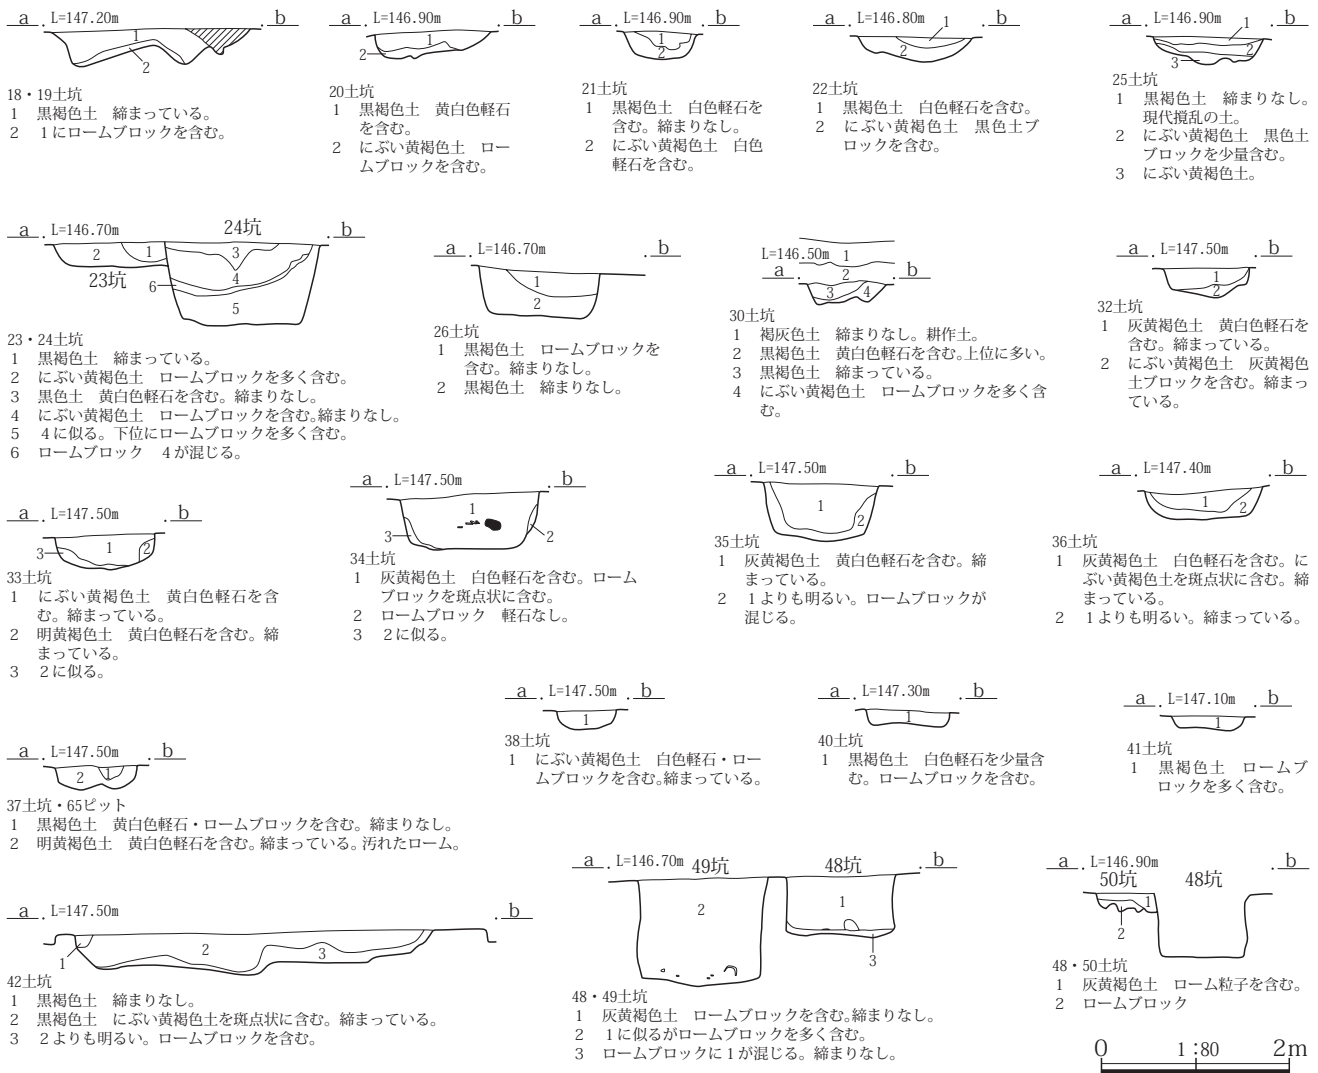 a . L=147.20m . b
1
2
18・19土坑
1　黒褐色土　締まっている。
2　1にロームブロックを含む。
a . L=146.90m . b
1
2
20土坑
1　黒褐色土　黄白色軽石
を含む。
2　にぶい黄褐色土　ロー
ムブロックを含む。
a . L=146.90m . b
1
2
21土坑
1　黒褐色土　白色軽石を
含む。締まりなし。
2　にぶい黄褐色土　白色
軽石を含む。
a . L=146.80m . b
1
2
22土坑
1　黒褐色土　白色軽石を含む。
2　にぶい黄褐色土　黒色土ブ
ロックを含む。
a . L=146.90m . b
1
2
3
25土坑
1　黒褐色土　締まりなし。
現代撹乱の土。
2　にぶい黄褐色土　黒色土
ブロックを少量含む。
3　にぶい黄褐色土。
a . L=146.70m 24坑 . b
2 1 3
23坑 4
6
5
23・24土坑
1　黒褐色土　締まっている。
2　にぶい黄褐色土　ロームブロックを多く含む。
3　黒色土　黄白色軽石を含む。締まりなし。
4　にぶい黄褐色土　ロームブロックを含む。締まりなし。
5　4に似る。下位にロームブロックを多く含む。
6　ロームブロック　4が混じる。
a . L=146.70m . b
1
2
26土坑
1　黒褐色土　ロームブロックを
含む。締まりなし。
2　黒褐色土　締まりなし。
L=146.50m 1
a . 2 . b
3 4
30土坑
1　褐灰色土　締まりなし。耕作土。
2　黒褐色土　黄白色軽石を含む。上位に多い。
3　黒褐色土　締まっている。
4　にぶい黄褐色土　ロームブロックを多く含
む。
a . L=147.50m . b
1
2
32土坑
1　灰黄褐色土　黄白色軽石を
含む。締まっている。
2　にぶい黄褐色土　灰黄褐色
土ブロックを含む。締まっ
ている。
a . L=147.50m . b
3 1 2
33土坑
1　にぶい黄褐色土　黄白色軽石を含
む。締まっている。
2　明黄褐色土　黄白色軽石を含む。締
まっている。
3　2に似る。
a . L=147.50m . b
1
3 2
34土坑
1　灰黄褐色土　白色軽石を含む。ローム
ブロックを斑点状に含む。
2　ロームブロック　軽石なし。
3　2に似る。
a . L=147.50m . b
1
2
35土坑
1　灰黄褐色土　黄白色軽石を含む。締
まっている。
2　1よりも明るい。ロームブロックが
混じる。
a . L=147.40m . b
1 2
36土坑
1　灰黄褐色土　白色軽石を含む。に
ぶい黄褐色土を斑点状に含む。締
まっている。
2　1よりも明るい。締まっている。
a . L=147.50m . b
2 1
37土坑・65ピット
1　黒褐色土　黄白色軽石・ロームブロックを含む。締まりなし。
2　明黄褐色土　黄白色軽石を含む。締まっている。汚れたローム。
a . L=147.50m . b
1
38土坑
1　にぶい黄褐色土　白色軽石・ロー
ムブロックを含む。締まっている。
a . L=147.30m . b
1
40土坑
1　黒褐色土　白色軽石を少量含
む。ロームブロックを含む。
a . L=147.10m . b
1
41土坑
1　黒褐色土　ロームブ
ロックを多く含む。
a . L=147.50m . b
1 2 3
42土坑
1　黒褐色土　締まりなし。
2　黒褐色土　にぶい黄褐色土を斑点状に含む。締まっている。
3　2よりも明るい。ロームブロックを含む。
a . L=146.70m 49坑 48坑 . b
2 1
3
48・49土坑
1　灰黄褐色土　ロームブロックを含む。締まりなし。
2　1に似るがロームブロックを多く含む。
3　ロームブロックに1が混じる。締まりなし。
a . L=146.90m . b
50坑 48坑
1
2
48・50土坑
1　灰黄褐色土　ローム粒子を含む。
2　ロームブロック
0 1:80 2m